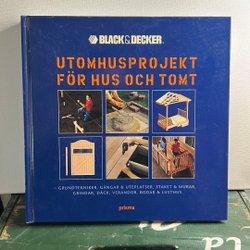 BLACK&DECKER
UTOMHUSPROJEKT
FÖR HUS OCH TOMT
– GRUNDTEKNIKER, GÅNGAR & UTEPLATSER, STAKET & MURAR,
GRINDAR, DÄCK, VERANDOR, BODAR & LUSTHUS
prisma